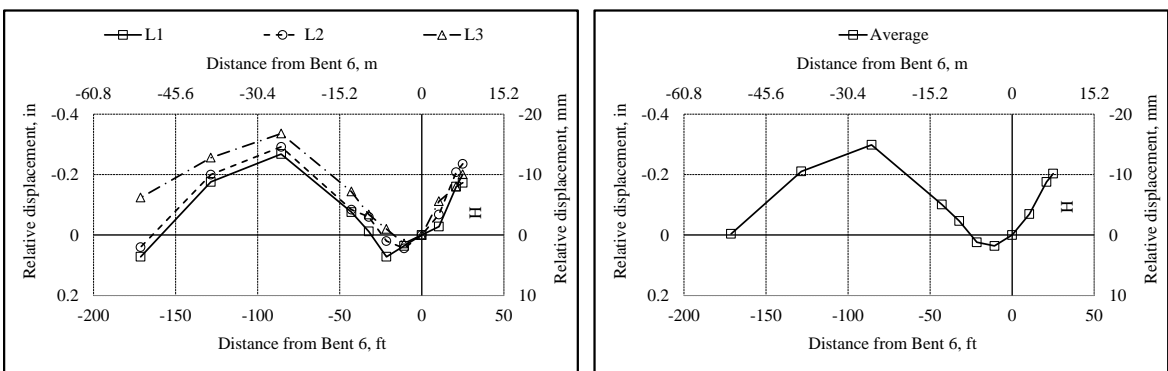 L1 L2 L3
Distance from Bent 6, m
-60.8 -45.6 -30.4 -15.2 0 15.2
Relative displacement, in
-0.4
-0.2
0
0.2
-20
-10
0
10
Relative displacement, mm
H
-200 -150 -100 -50 0 50
Distance from Bent 6, ft
Average
Distance from Bent 6, m
-60.8 -45.6 -30.4 -15.2 0 15.2
Relative displacement, in
-0.4
-0.2
0
0.2
-20
-10
0
10
Relative displacement, mm
H
-200 -150 -100 -50 0 50
Distance from Bent 6, ft